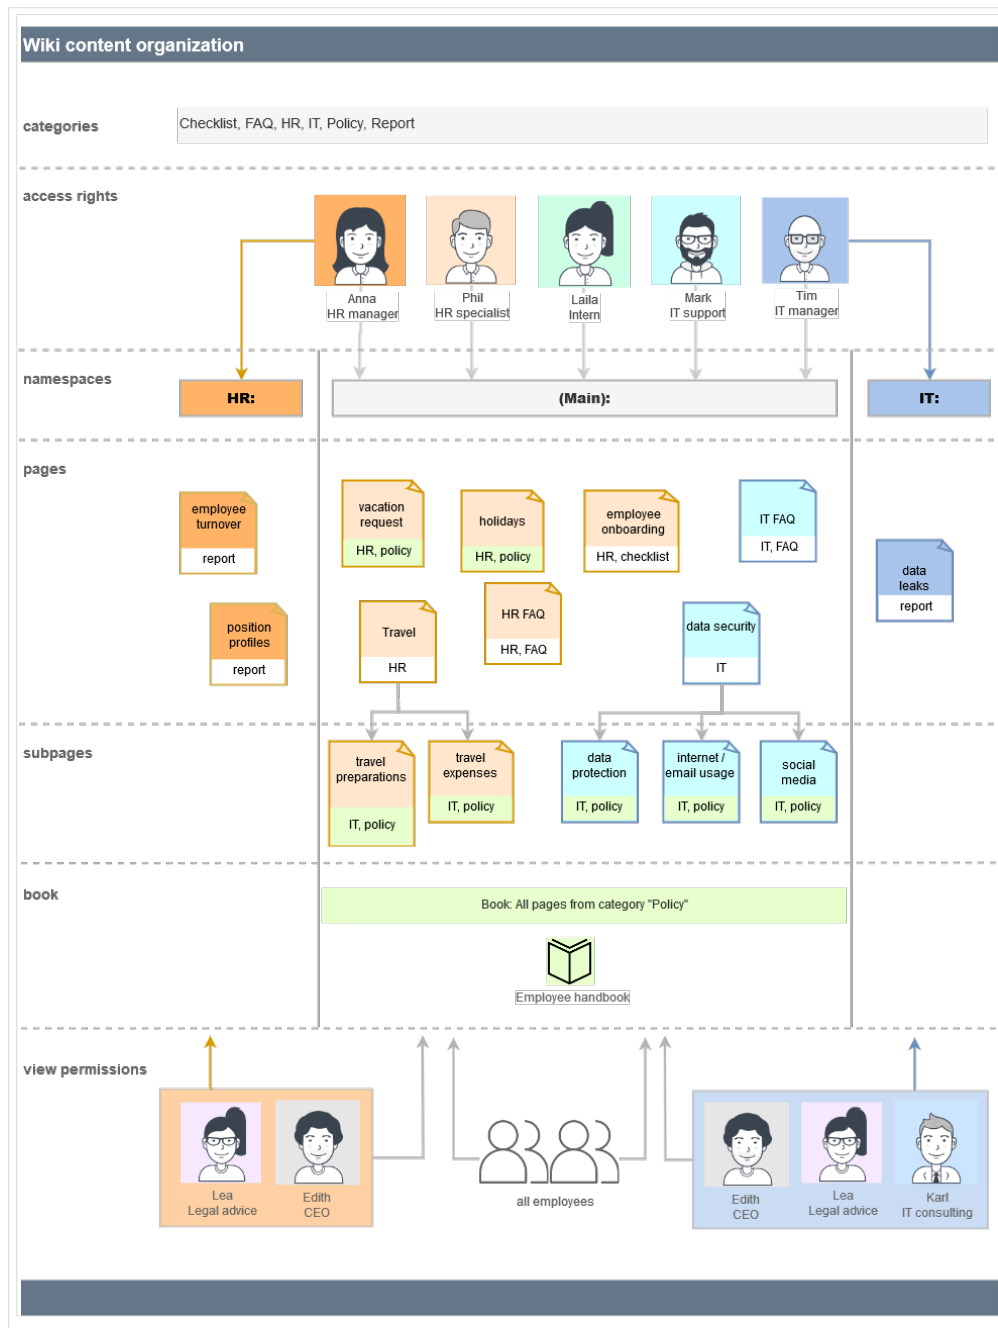 Wiki content organization
categories
Checklist, FAQ, HR, IT, Policy, Report
access rights
Anna
HR manager
Phil
HR specialist
Laila
Intern
Mark
IT support
Tim
IT manager
namespaces
HR:
(Main):
IT:
pages
employee
turnover
report
vacation
request
HR, policy
holidays
HR, policy
employee
onboarding
HR, checklist
IT FAQ
IT, FAQ
data
leaks
report
position
profiles
report
Travel
HR
HR FAQ
HR, FAQ
data security
IT
subpages
travel
preparations
IT, policy
travel
expenses
IT, policy
data
protection
IT, policy
internet /
email usage
IT, policy
social
media
IT, policy
book
Book: All pages from category "Policy"
Employee handbook
view permissions
Lea
Legal advice
Edith
CEO
all employees
Edith
CEO
Lea
Legal advice
Karl
IT consulting